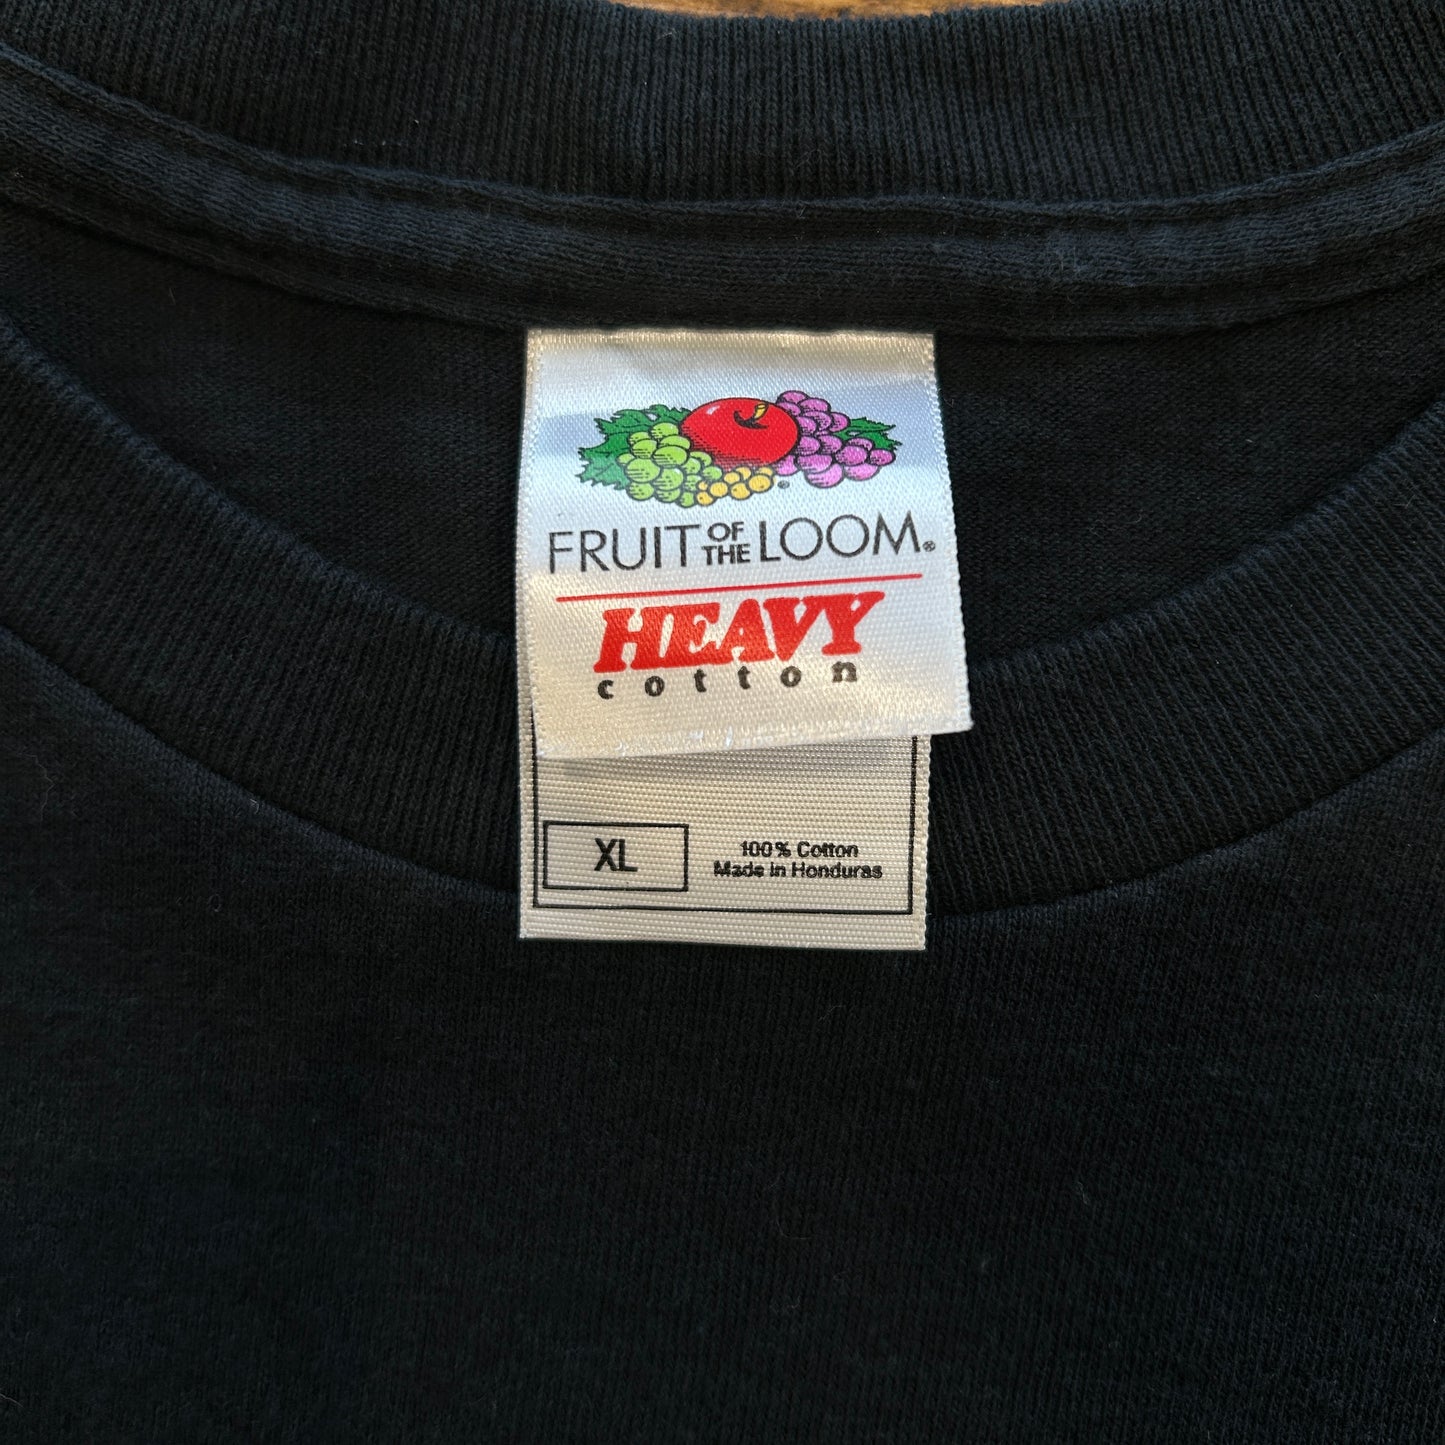 FRUIT OF THE LOOM®
HEAVY
cotton
XL
100% Cotton
Made in Honduras